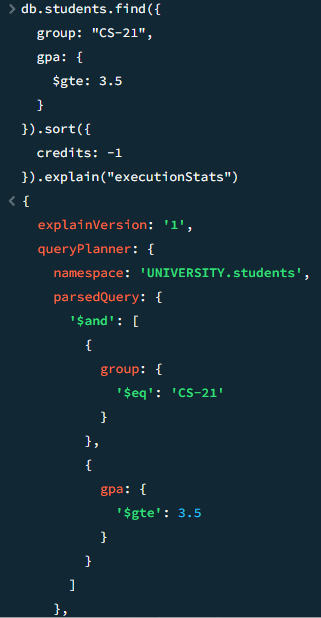 > db.students.find({
group: "CS-21",
gpa: {
$gte: 3.5
}
}).sort({
credits: -1
}).explain("executionStats")
< {
explainVersion: '1',
queryPlanner: {
namespace: 'UNIVERSITY.students',
parsedQuery: {
'$and': [
{
group: {
'$eq': 'CS-21'
}
},
{
gpa: {
'$gte': 3.5
}
}
]
},